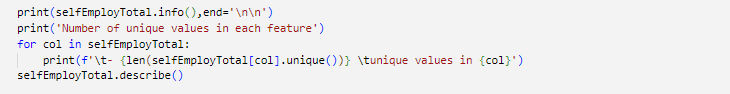 print(selfEmployTotal.info(),end='\n\n')
print('Number of unique values in each feature')
for col in selfEmployTotal:
    print(f'\t- {len(selfEmployTotal[col].unique())} \tunique values in {col}')
selfEmployTotal.describe()